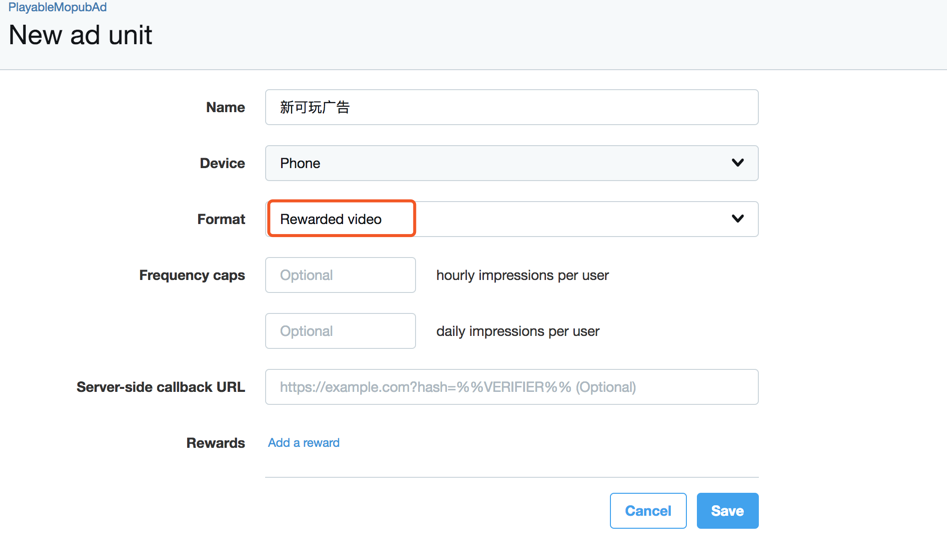 PlayableMopubAd
New ad unit
Name 新可玩广告
Device Phone
Format Rewarded video
Frequency caps Optional hourly impressions per user
Optional daily impressions per user
Server-side callback URL https://example.com?hash=%%VERIFIER%% (Optional)
Rewards Add a reward
Cancel Save